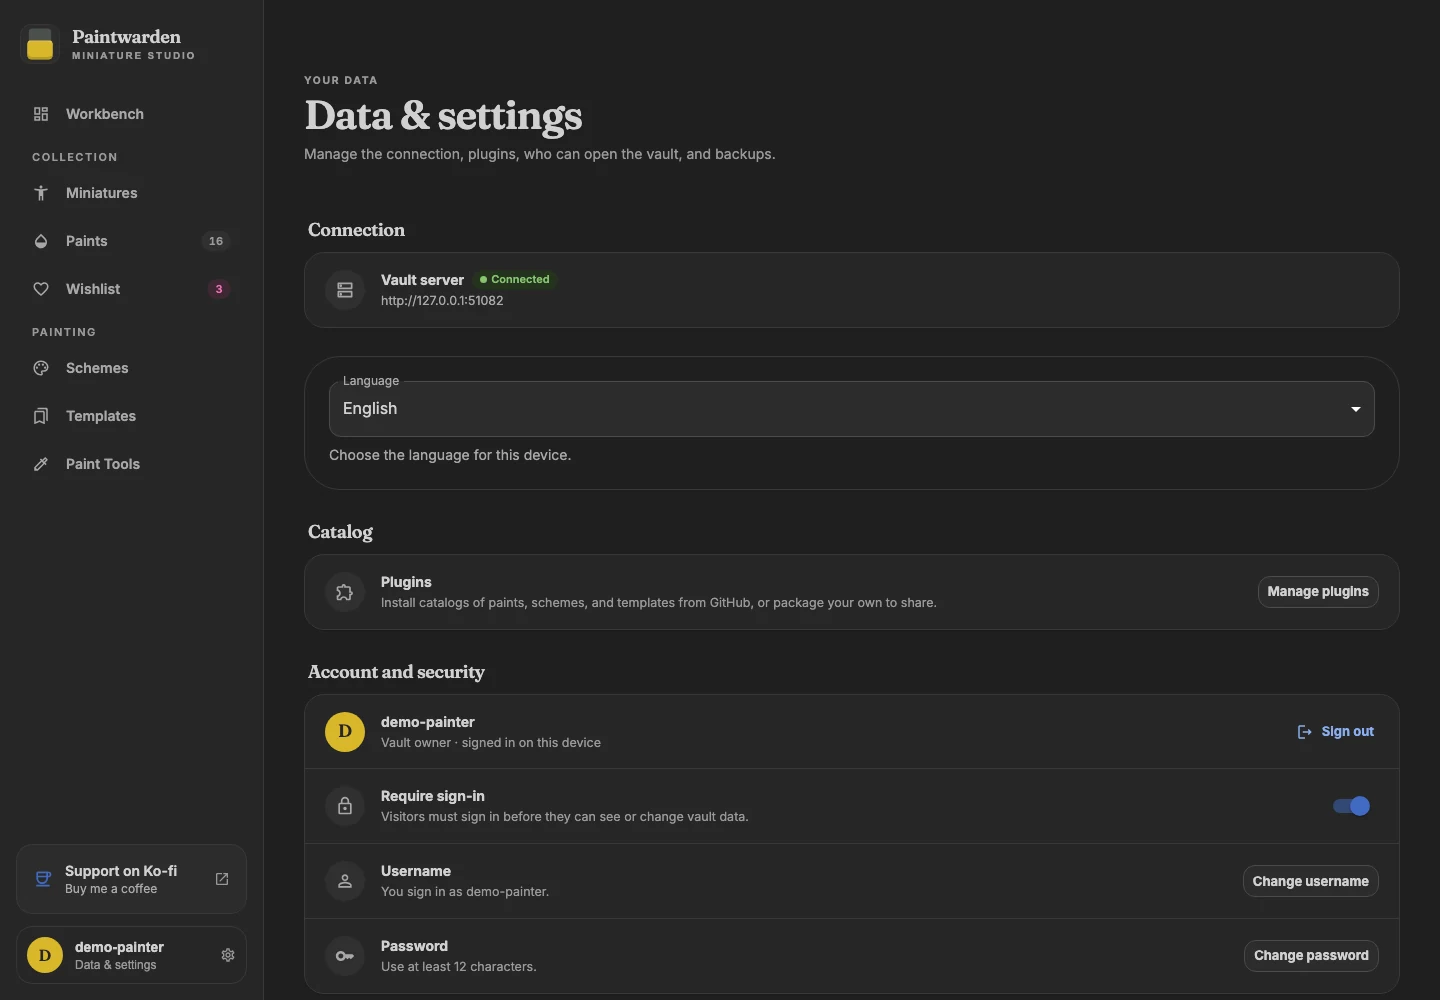 Paintwarden
MINIATURE STUDIO
Workbench
COLLECTION
Miniatures
Paints 16
Wishlist 3
PAINTING
Schemes
Templates
Paint Tools
Support on Ko-fi
Buy me a coffee
D
demo-painter
Data & settings
YOUR DATA
Data & settings
Manage the connection, plugins, who can open the vault, and backups.
Connection
Vault server Connected
http://127.0.0.1:51082
Language
English
Choose the language for this device.
Catalog
Plugins
Install catalogs of paints, schemes, and templates from GitHub, or package your own to share.
Manage plugins
Account and security
D
demo-painter
Vault owner · signed in on this device
Sign out
Require sign-in
Visitors must sign in before they can see or change vault data.
Username
You sign in as demo-painter.
Change username
Password
Use at least 12 characters.
Change password